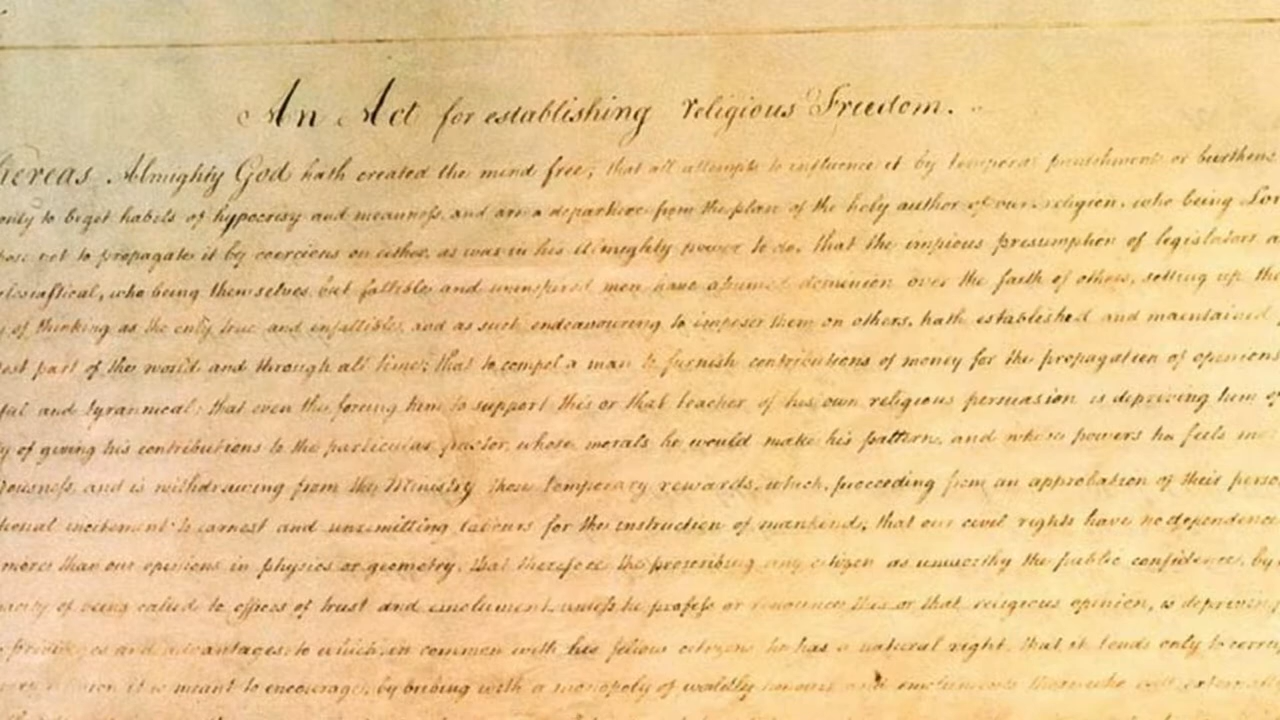 An Act for establishing religious Freedom.
hereas Almighty God hath created the mind free; that all attempts to influence it by temporal punishments or burthens
only to beget habits of hypocrisy and meanness, and are a departure from the plan of the holy author of our religion, who being Lor
not to propagate it by coercions on either, as was in his Almighty power to do. that the impious presumption of legislators a
who being themselves but fallible and uninspired men have assumed dominion over the faith of others, setting up the
of thinking as the only true and infallible, and as such endeavouring to impose them on others, hath established and maintained
est part of the world and through all time; that to compel a man to furnish contributions of money for the propagation of opinions
ful and tyrannical; that even the forcing him to support this or that teacher of his own religious persuasion is depriving him of
y of giving his contributions to the particular pastor, whose morals he would make his pattern, and whose powers he feels mo
eousness, and is withdrawing from the Ministry those temporary rewards, which, proceeding from an approbation of their perso
tional incitement to earnest and unremitting labours for the instruction of mankind; that our civil rights have no dependence
more than our opinions in physics or geometry, that therefore the proscribing any citizen as unworthy the public confidence, by
pacity of being called to offices of trust and emolument, unless he profess or renounce this or that religious opinion, is depriving
privileges and advantages, to which, in common with his fellow citizens he has a natural right, that it tends only to corru
religion it is meant to encourage, by bribing with a monopoly of worldly honours and emoluments those who will externally